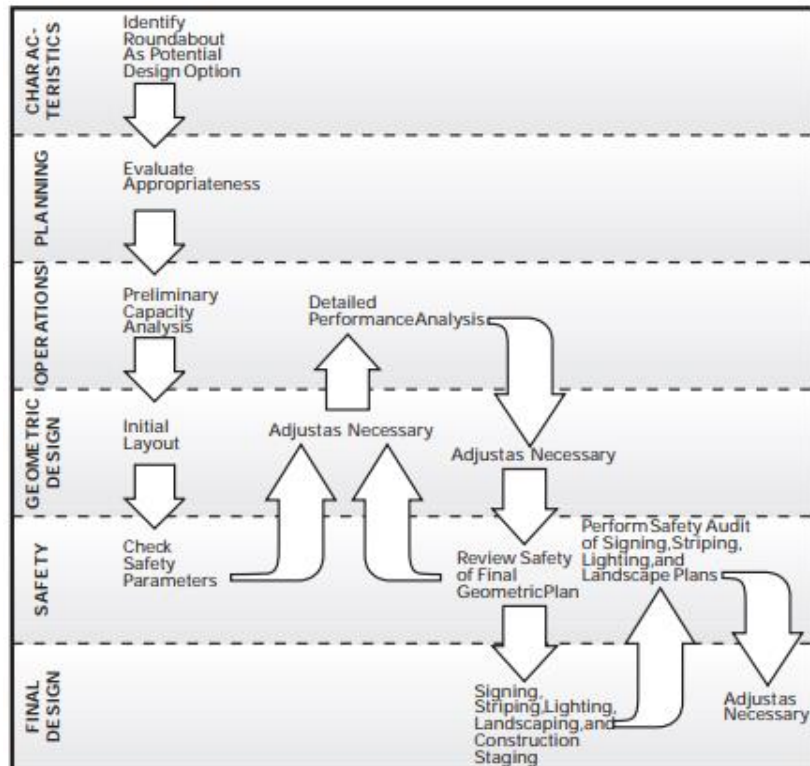 CHARAC-
TERISTICS
Identify
Roundabout
As Potential
Design Option
PLANNING
Evaluate
Appropriateness
OPERATIONS
Preliminary
Capacity
Analysis
Detailed
PerformanceAnalysis
GEOMETRIC
DESIGN
Initial
Layout
Adjustas Necessary
Adjustas Necessary
SAFETY
Check
Safety
Parameters
Review Safety
of Final
GeometricPlan
Perform Safety Audit
of Signing,Striping,
Lighting,and
Landscape Plans
FINAL
DESIGN
Signing,
Striping,Lighting,
Landscaping,and
Construction
Staging
Adjustas
Necessary